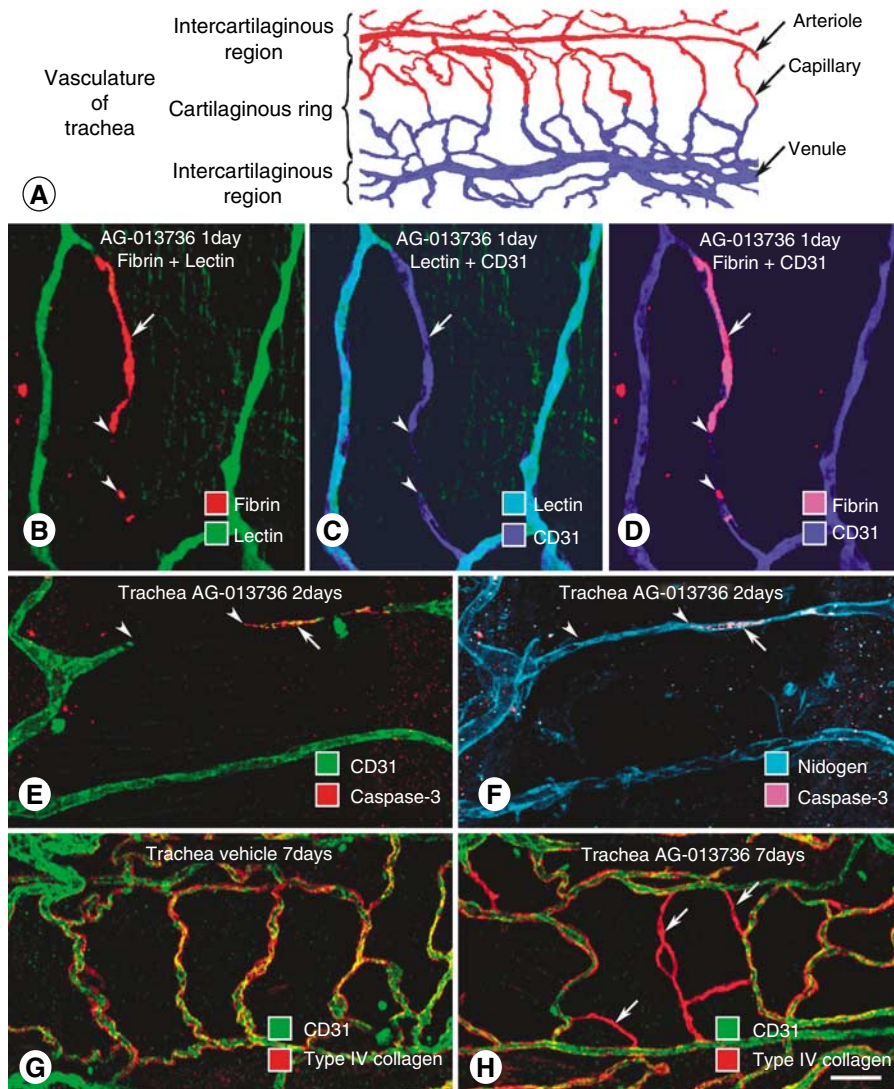 Intercartilaginous
region
Arteriole
Capillary
Vasculature
of
trachea
Cartilaginous ring
Intercartilaginous
region
Venule
A
AG-013736 1day
Fibrin + Lectin
AG-013736 1day
Lectin + CD31
AG-013736 1day
Fibrin + CD31
Fibrin
Lectin
B
Lectin
CD31
C
Fibrin
CD31
D
Trachea AG-013736 2days
Trachea AG-013736 2days
CD31
Caspase-3
E
Nidogen
Caspase-3
F
Trachea vehicle 7days
Trachea AG-013736 7days
CD31
Type IV collagen
G
CD31
Type IV collagen
H